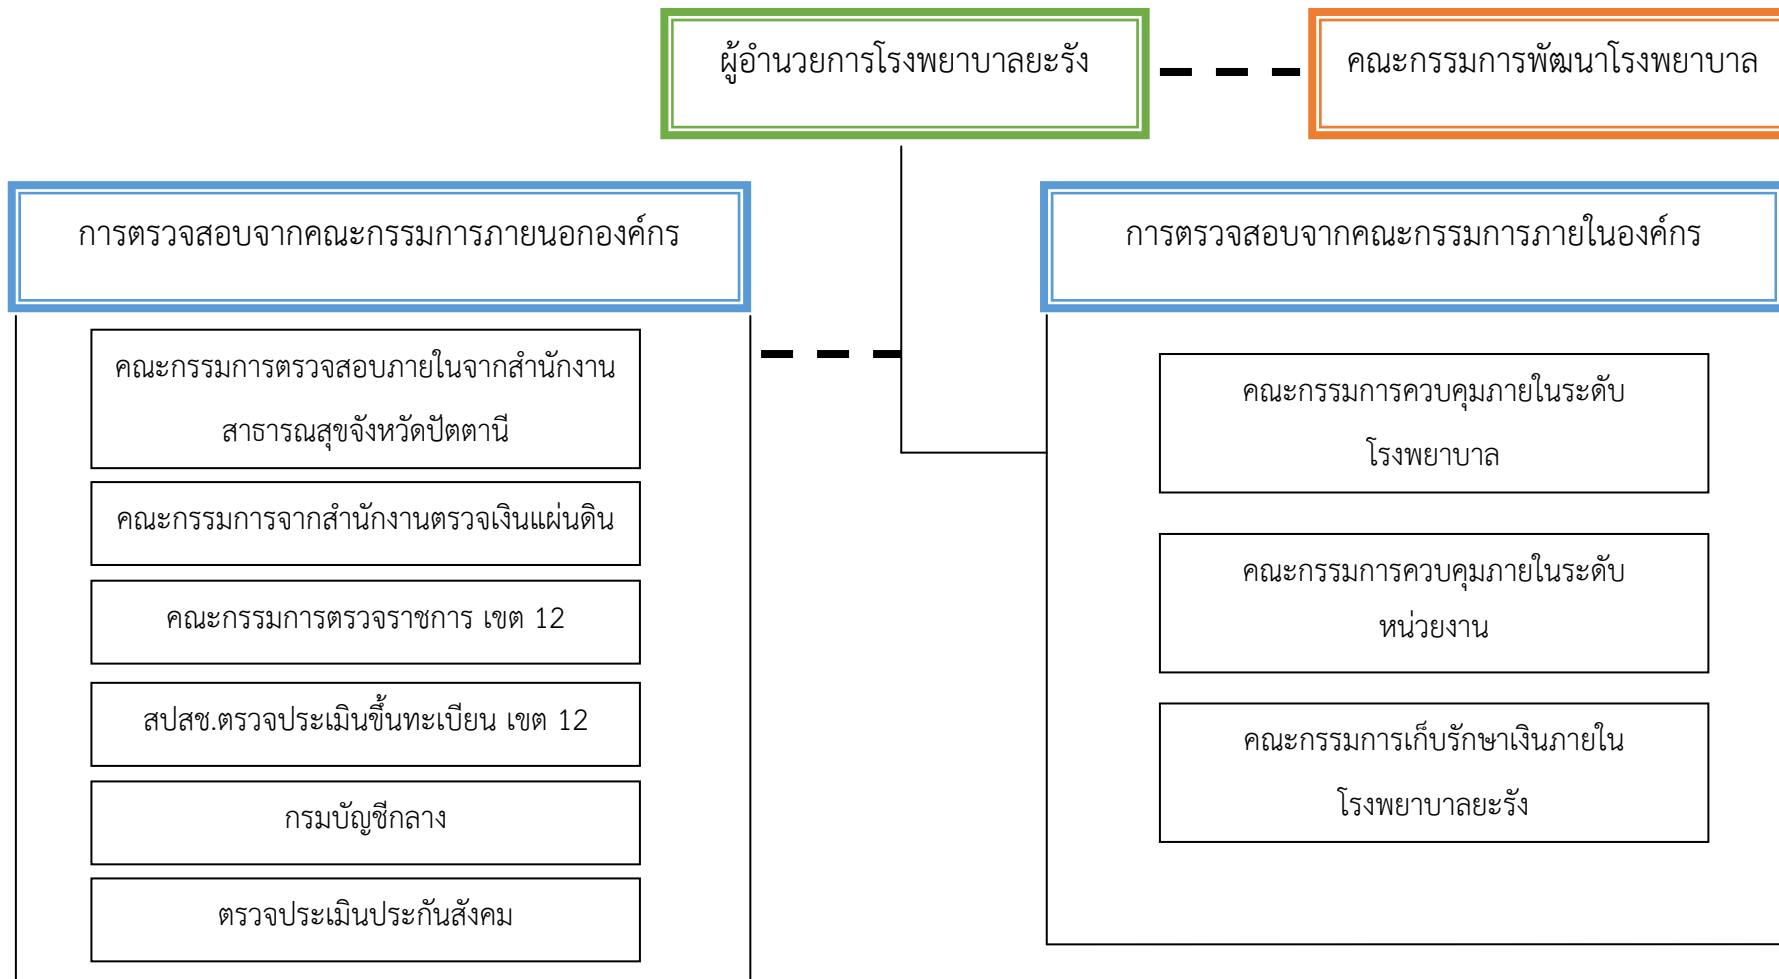 ผู้อำนวยการโรงพยาบาลยะรัง
คณะกรรมการพัฒนาโรงพยาบาล
การตรวจสอบจากคณะกรรมการภายนอกองค์กร
คณะกรรมการตรวจสอบภายในจากสำนักงาน
สาธารณสุขจังหวัดปัตตานี
คณะกรรมการจากสำนักงานตรวจเงินแผ่นดิน
คณะกรรมการตรวจราชการ เขต 12
สปสช.ตรวจประเมินขึ้นทะเบียน เขต 12
กรมบัญชีกลาง
ตรวจประเมินประกันสังคม
การตรวจสอบจากคณะกรรมการภายในองค์กร
คณะกรรมการควบคุมภายในระดับ
โรงพยาบาล
คณะกรรมการควบคุมภายในระดับ
หน่วยงาน
คณะกรรมการเก็บรักษาเงินภายใน
โรงพยาบาลยะรัง